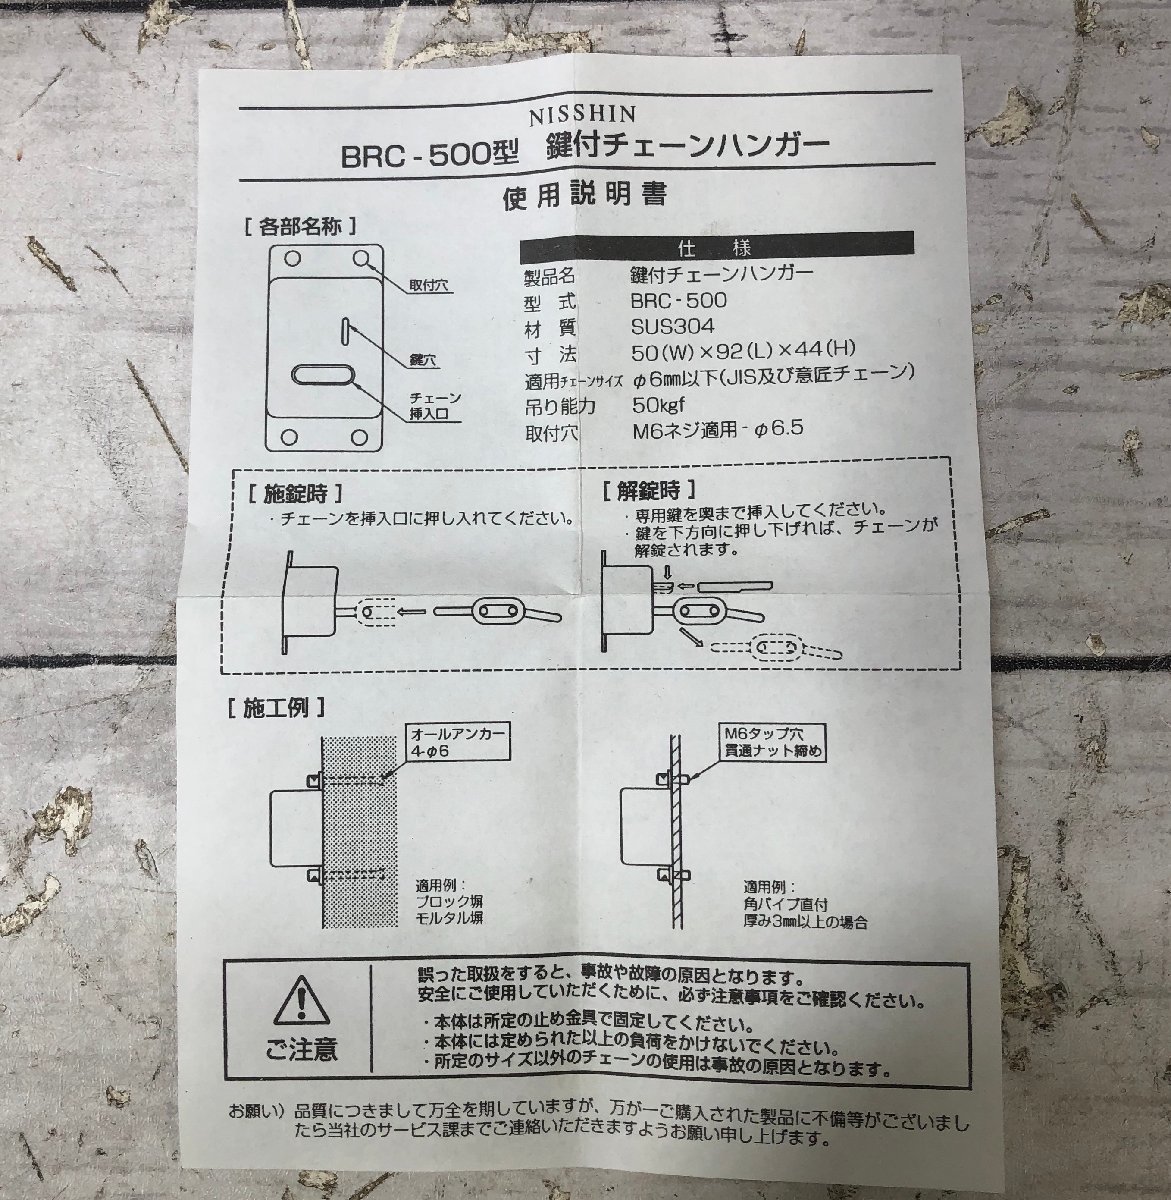 NISSHIN
BRC-500型 鍵付チェーンハンガー
使用説明書
[ 各部名称 ]
取付穴
鍵穴
チェーン
挿入口
仕 様
製品名 鍵付チェーンハンガー
型 式 BRC-500
材 質 SUS304
寸 法 50(W)×92(L)×44(H)
適用チェーンサイズ φ6mm以下(JIS及び意匠チェーン)
吊り能力 50kgf
取付穴 M6ネジ適用-φ6.5
[ 施錠時 ]
・チェーンを挿入口に押し入れてください。
[ 解錠時 ]
・専用鍵を奥まで挿入してください。
・鍵を下方向に押し下げれば、チェーンが
解錠されます。
[ 施工例 ]
オールアンカー
4-φ6
適用例:
ブロック塀
モルタル塀
M6タップ穴
貫通ナット締め
適用例:
角パイプ直付
厚み3mm以上の場合
ご注意
誤った取扱をすると、事故や故障の原因となります。
安全にご使用していただくために、必ず注意事項をご確認ください。
・本体は所定の止め金具で固定してください。
・本体には定められた以上の負荷をかけないでください。
・所定のサイズ以外のチェーンの使用は事故の原因となります。
お願い) 品質につきまして万全を期していますが、万が一ご購入された製品に不備等がございまし
たら当社のサービス課までご連絡いただきますようお願い申し上げます。